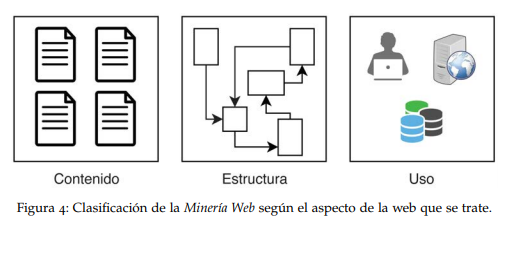 Contenido
Estructura
Uso
Figura 4: Clasificación de la Minería Web según el aspecto de la web que se trate.